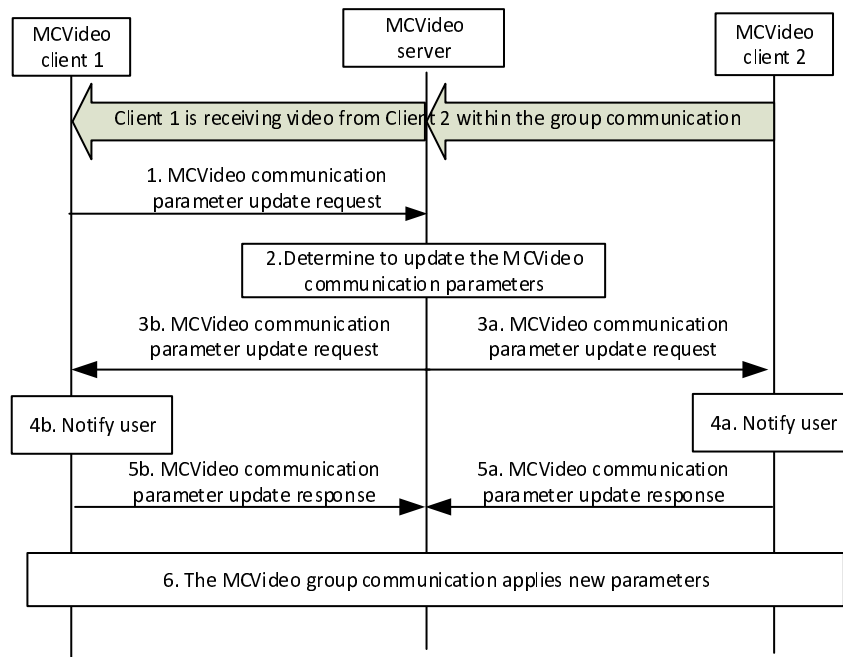 MCVideo
client 1
MCVideo
server
MCVideo
client 2
Client 1 is receiving video from Client 2 within the group communication
1. MCVideo communication
parameter update request
2.Determine to update the MCVideo
communication parameters
3b. MCVideo communication
parameter update request
3a. MCVideo communication
parameter update request
4b. Notify user
4a. Notify user
5b. MCVideo communication
parameter update response
5a. MCVideo communication
parameter update response
6. The MCVideo group communication applies new parameters